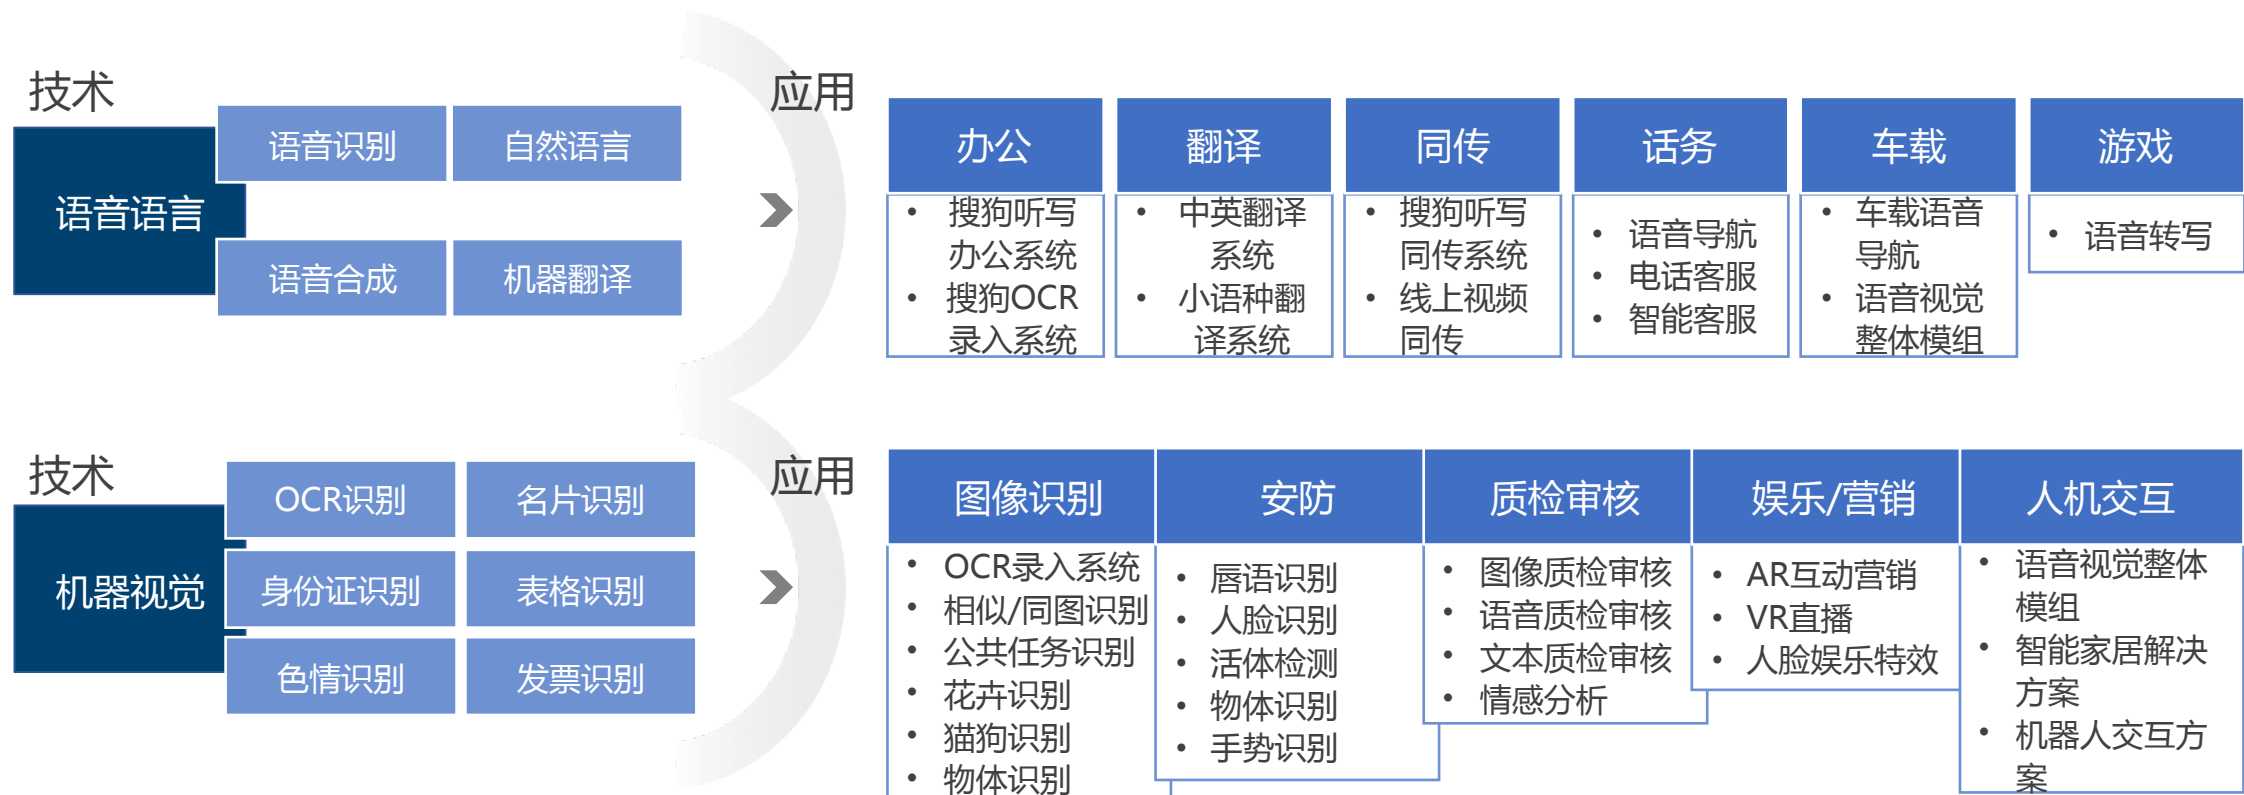 技术
语音语言
语音识别
自然语言
语音合成
机器翻译
应用
办公
• 搜狗听写
办公系统
• 搜狗OCR
录入系统
翻译
• 中英翻译
系统
• 小语种翻
译系统
同传
• 搜狗听写
同传系统
• 线上视频
同传
话务
• 语音导航
• 电话客服
• 智能客服
车载
• 车载语音
导航
• 语音视觉
整体模组
游戏
• 语音转写
技术
机器视觉
OCR识别
名片识别
身份证识别
表格识别
色情识别
发票识别
应用
图像识别
• OCR录入系统
• 相似/同图识别
• 公共任务识别
• 花卉识别
• 猫狗识别
• 物体识别
安防
• 唇语识别
• 人脸识别
• 活体检测
• 物体识别
• 手势识别
质检审核
• 图像质检审核
• 语音质检审核
• 文本质检审核
• 情感分析
娱乐/营销
• AR互动营销
• VR直播
• 人脸娱乐特效
人机交互
• 语音视觉整体
模组
• 智能家居解决
方案
• 机器人交互方
案